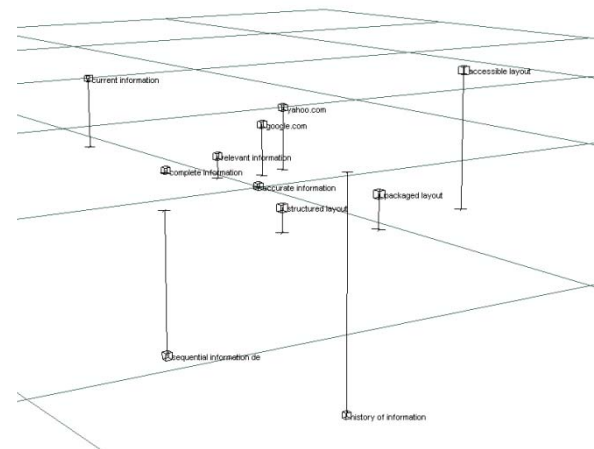 accessible layout
current information
yahoo.com
google.com
relevant information
complete information
accurate information
packaged layout
structured layout
sequential information de
history of information